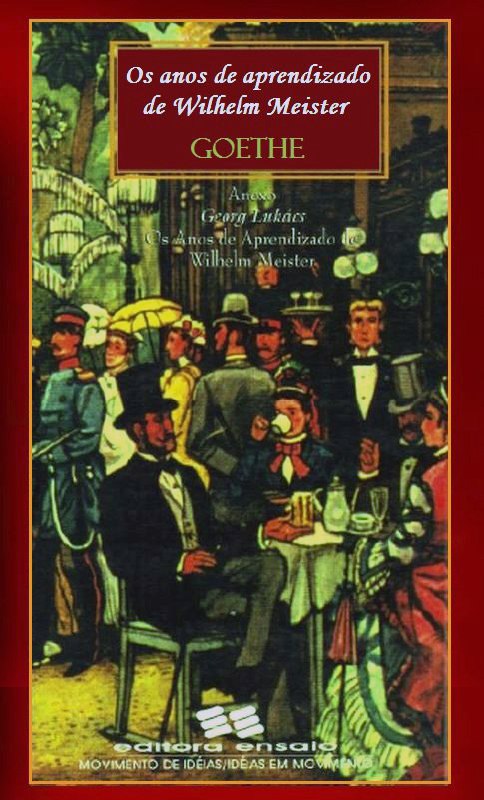 Os anos de aprendizado
de Wilhelm Meister
GOETHE
Anexo
Georg Lukács
Os Anos de Aprendizado de
Wilhelm Meister
editora ensaio
MOVIMENTO DE IDÉIAS/IDÉAS EM MOVIMENTO